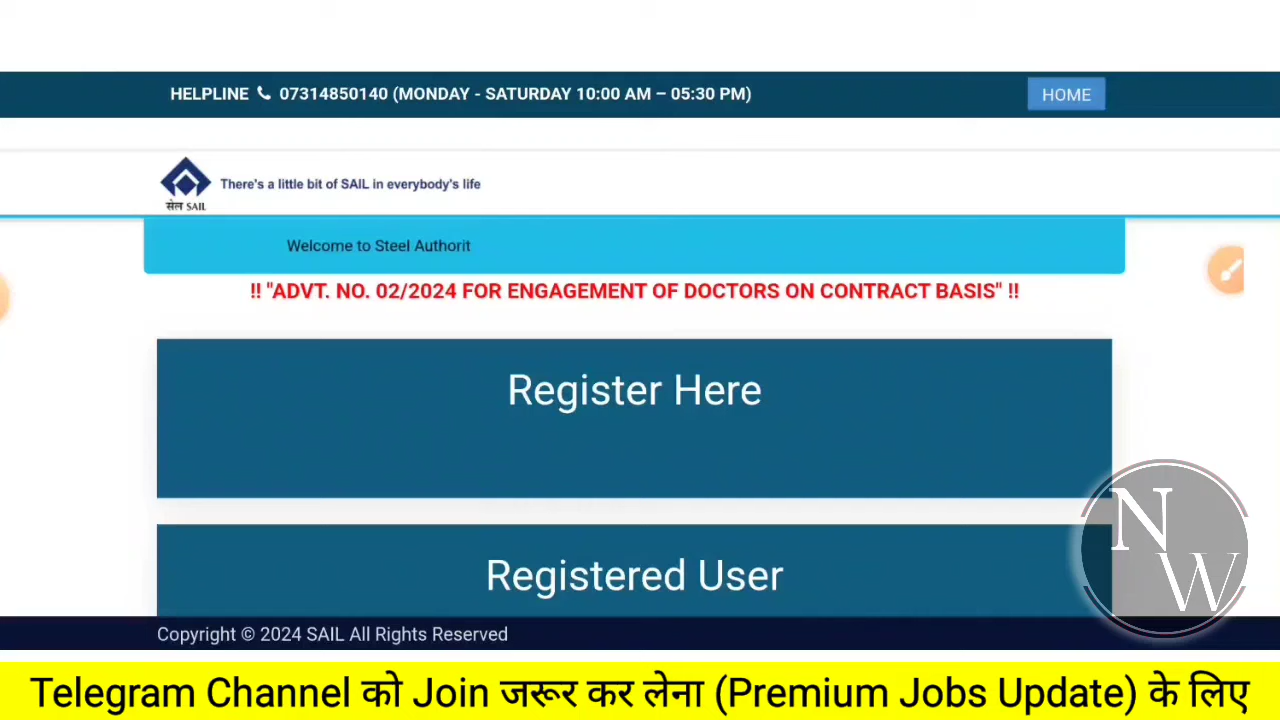 HELPLINE 07314850140 (MONDAY - SATURDAY 10:00 AM – 05:30 PM)
HOME
There's a little bit of SAIL in everybody's life
सेल SAIL
Welcome to Steel Authorit
!! "ADVT. NO. 02/2024 FOR ENGAGEMENT OF DOCTORS ON CONTRACT BASIS" !!
Register Here
Registered User
NW
Copyright © 2024 SAIL All Rights Reserved
Telegram Channel को Join जरूर कर लेना (Premium Jobs Update) के लिए